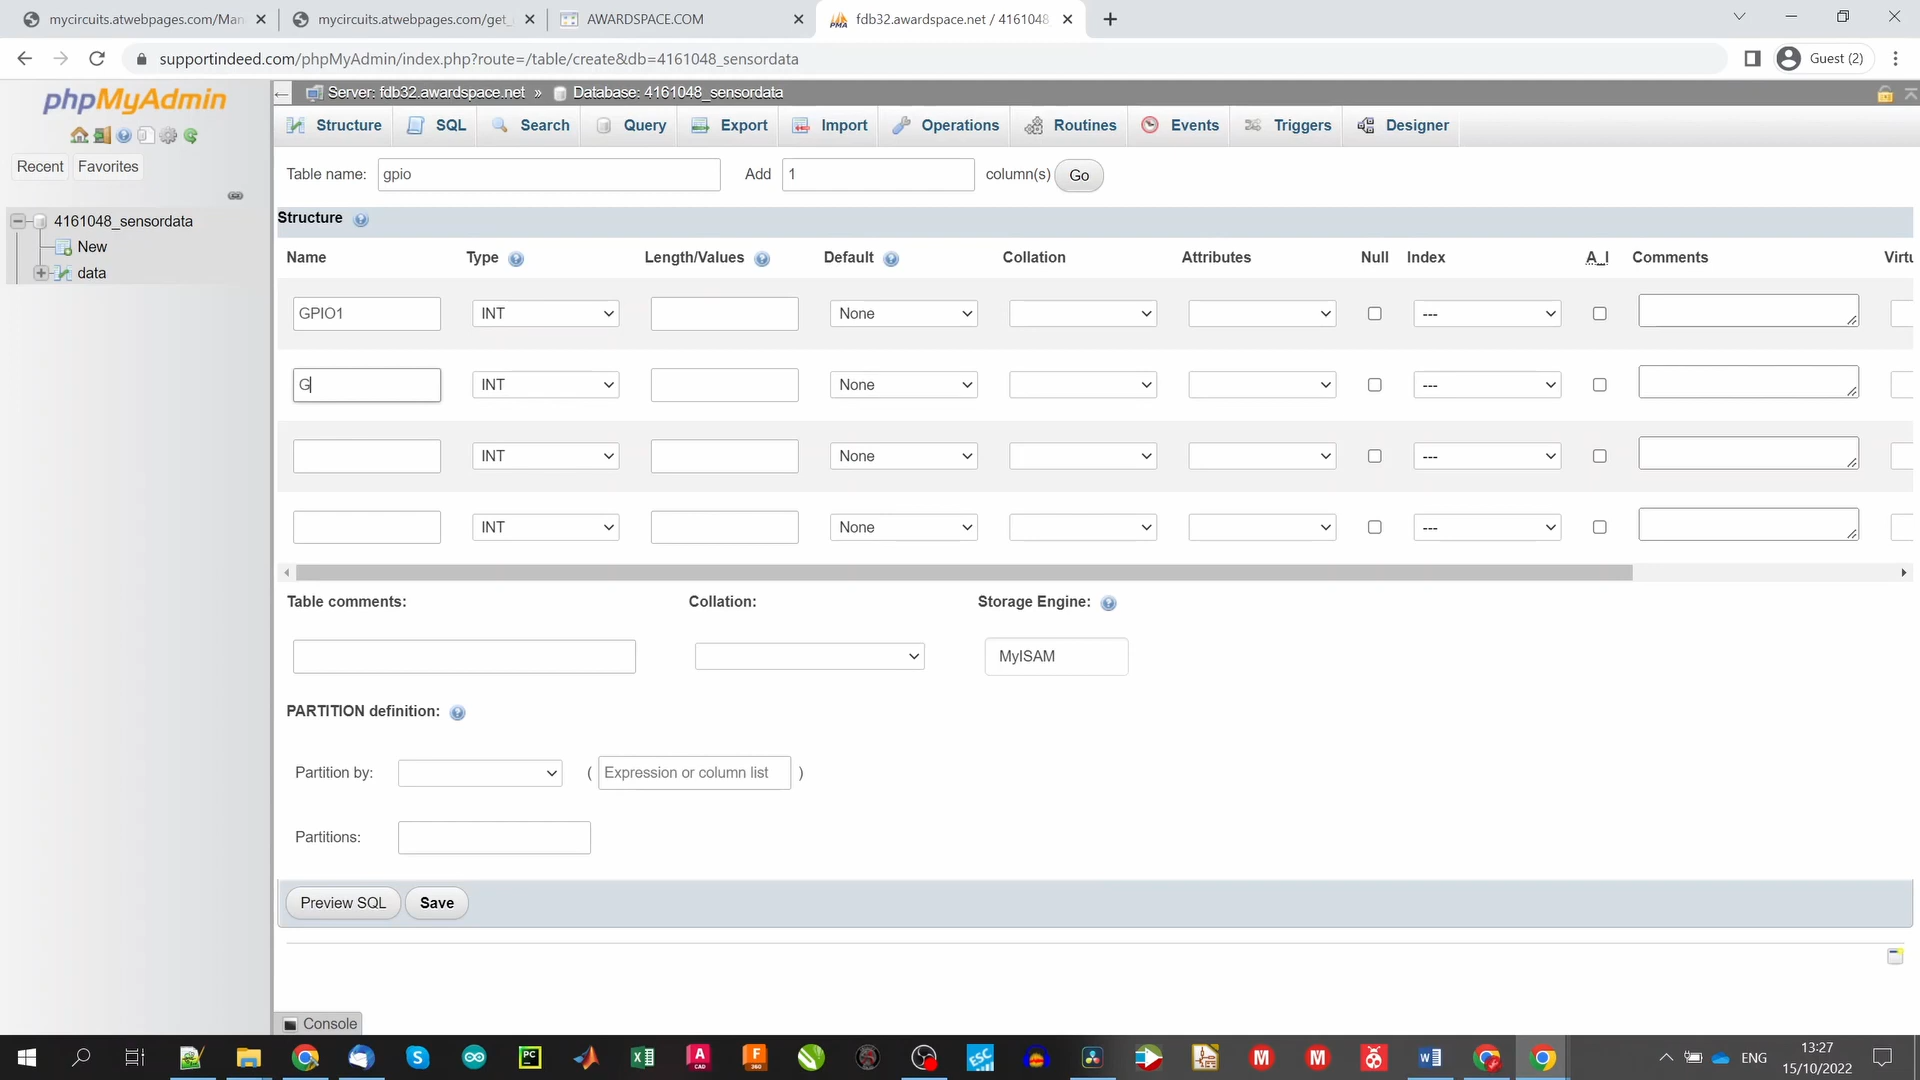 mycircuits.atwebpages.com/Man
mycircuits.atwebpages.com/get_
AWARDSPACE.COM
fdb32.awardspace.net / 4161048
supportindeed.com/phpMyAdmin/index.php?route=/table/create&db=4161048_sensordata
Guest (2)
phpMyAdmin
Recent
Favorites
4161048_sensordata
New
data
Server: fdb32.awardspace.net » Database: 4161048_sensordata
Structure
SQL
Search
Query
Export
Import
Operations
Routines
Events
Triggers
Designer
Table name: gpio Add 1 column(s) Go
Structure
Name Type Length/Values Default Collation Attributes Null Index A_I Comments Virtu
GPIO1 INT None ---
G INT None ---
INT None ---
INT None ---
Table comments: Collation: Storage Engine:
MyISAM
PARTITION definition:
Partition by: ( Expression or column list )
Partitions:
Preview SQL Save
Console
ENG
13:27
15/10/2022